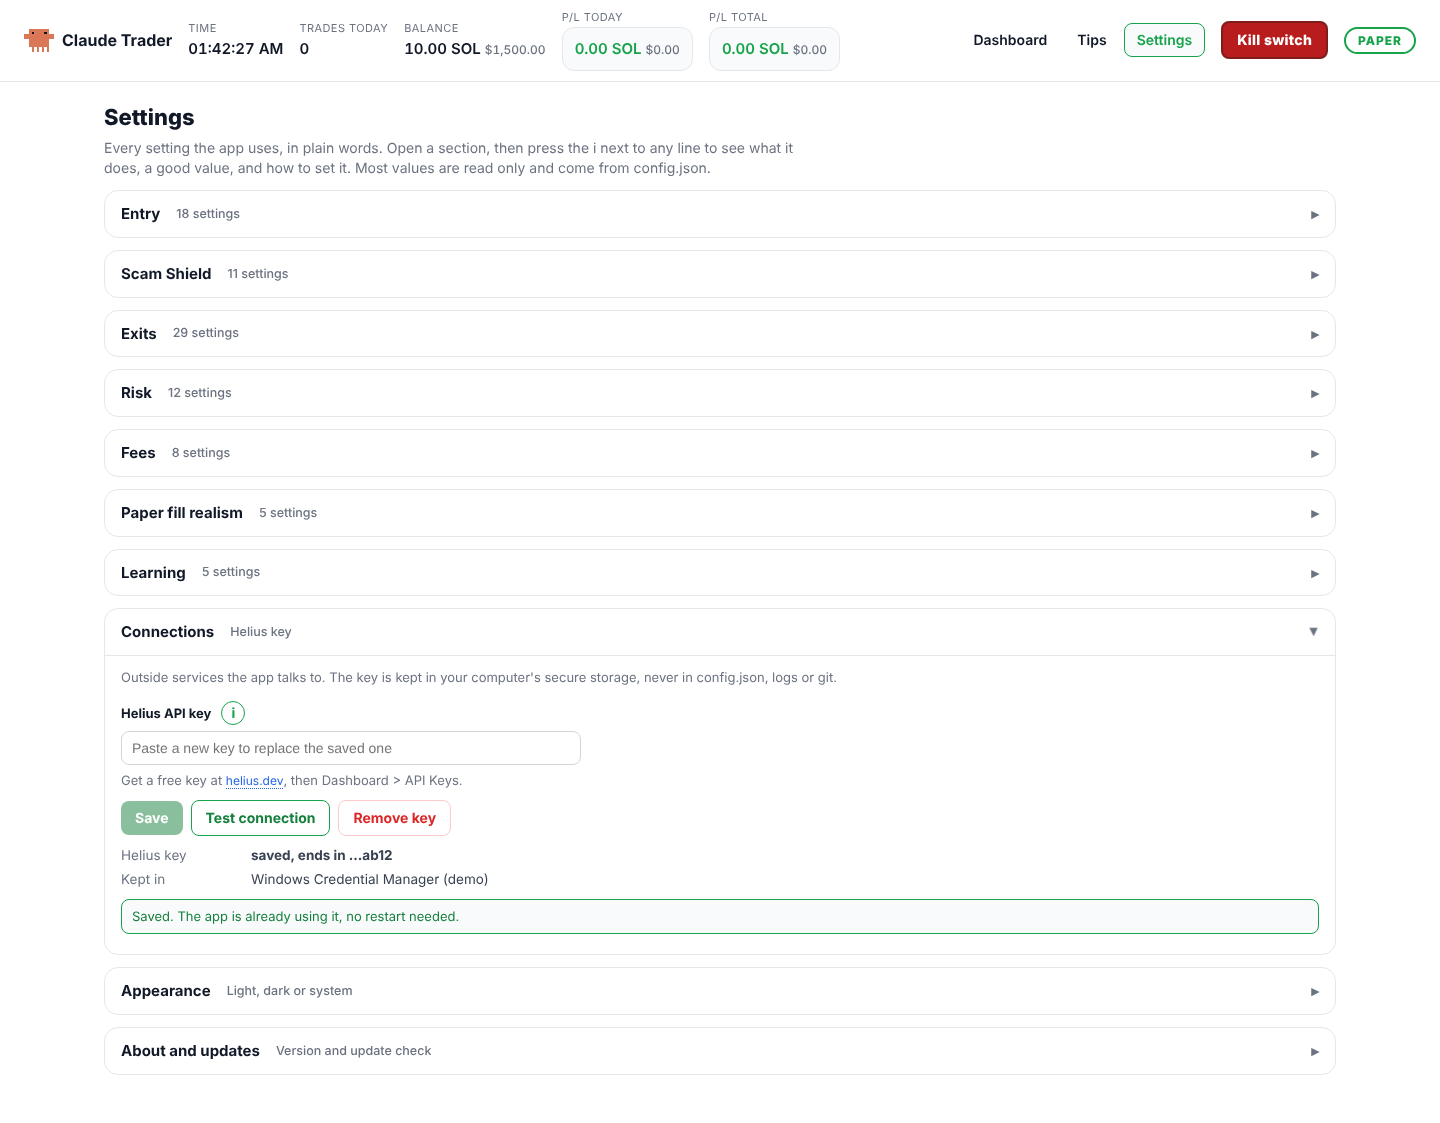 Claude Trader
TIME
01:42:27 AM
TRADES TODAY
0
BALANCE
10.00 SOL $1,500.00
P/L TODAY
0.00 SOL $0.00
P/L TOTAL
0.00 SOL $0.00
Dashboard
Tips
Settings
Kill switch
PAPER
Settings
Every setting the app uses, in plain words. Open a section, then press the i next to any line to see what it
does, a good value, and how to set it. Most values are read only and come from config.json.
Entry 18 settings
Scam Shield 11 settings
Exits 29 settings
Risk 12 settings
Fees 8 settings
Paper fill realism 5 settings
Learning 5 settings
Connections Helius key
Outside services the app talks to. The key is kept in your computer's secure storage, never in config.json, logs or git.
Helius API key i
Paste a new key to replace the saved one
Get a free key at helius.dev, then Dashboard > API Keys.
Save Test connection Remove key
Helius key saved, ends in ...ab12
Kept in Windows Credential Manager (demo)
Saved. The app is already using it, no restart needed.
Appearance Light, dark or system
About and updates Version and update check